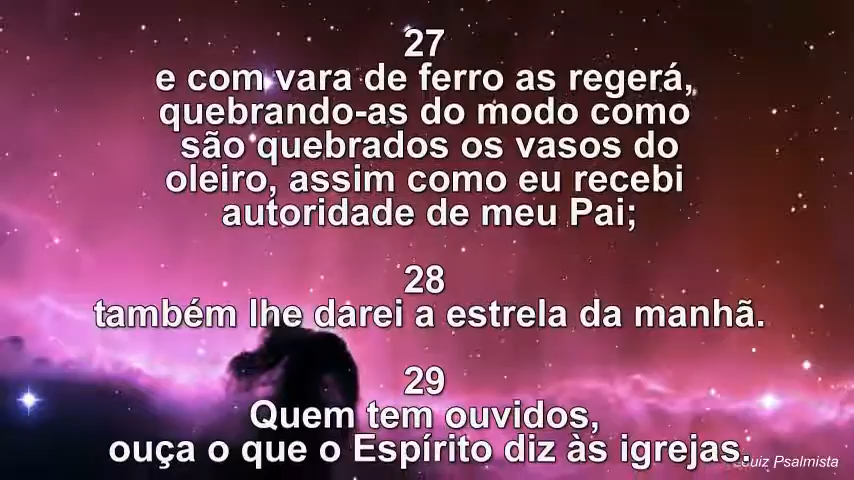 27
e com vara de ferro as regerá,
quebrando-as do modo como
são quebrados os vasos do
oleiro, assim como eu recebi
autoridade de meu Pai;
28
também lhe darei a estrela da manhã.
29
Quem tem ouvidos,
ouça o que o Espírito diz às igrejas.
Luiz Psalmista